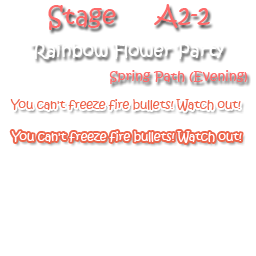 Stage A2-2
Rainbow Flower Party
Spring Path (Evening)
You can't freeze fire bullets! Watch out!
You can't freeze fire bullets! Watch out!